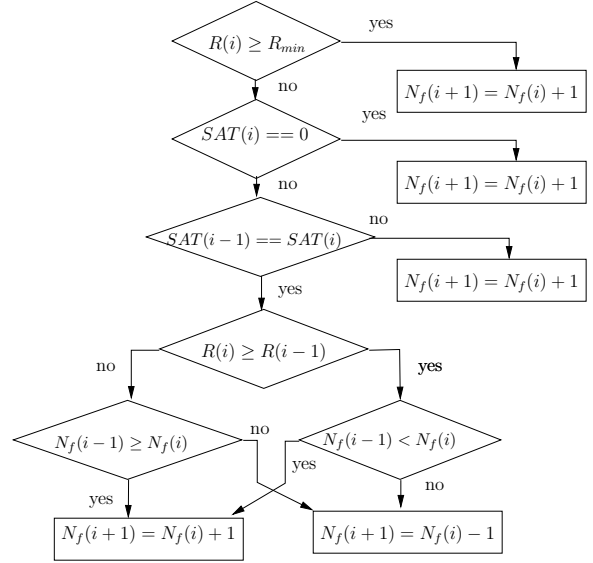 yes
R(i) ≥ R_min
N_f(i+1) = N_f(i) + 1
no
yes
SAT(i) == 0
N_f(i+1) = N_f(i) + 1
no
no
SAT(i−1) == SAT(i)
N_f(i+1) = N_f(i) + 1
yes
R(i) ≥ R(i−1)
no
yes
N_f(i−1) ≥ N_f(i)
no
N_f(i−1) < N_f(i)
yes
yes
no
N_f(i+1) = N_f(i) + 1
N_f(i+1) = N_f(i) − 1